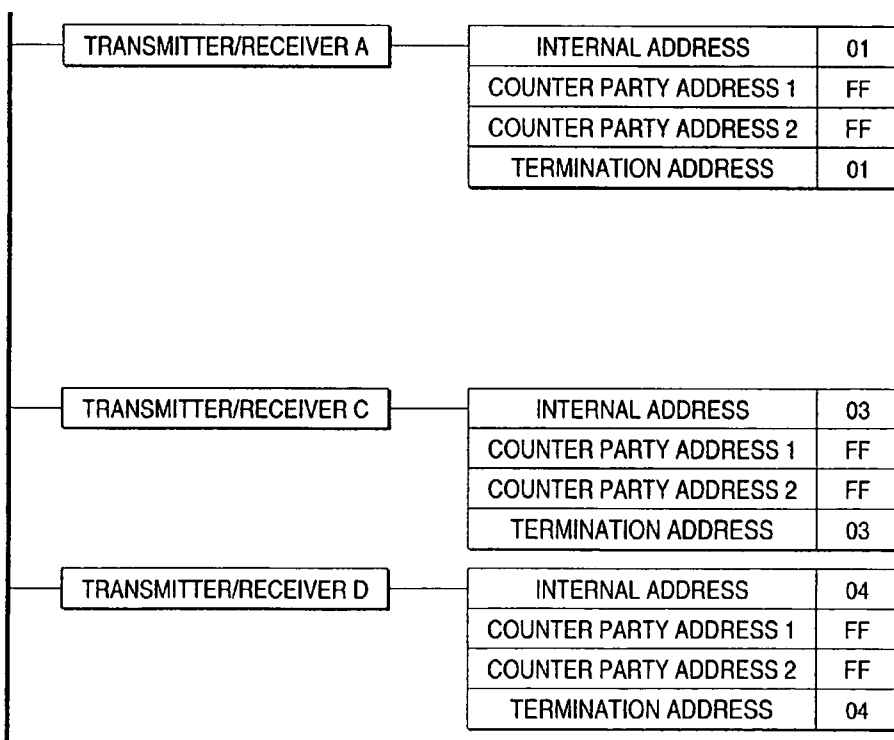 TRANSMITTER/RECEIVER A
INTERNAL ADDRESS 01
COUNTER PARTY ADDRESS 1 FF
COUNTER PARTY ADDRESS 2 FF
TERMINATION ADDRESS 01
TRANSMITTER/RECEIVER C
INTERNAL ADDRESS 03
COUNTER PARTY ADDRESS 1 FF
COUNTER PARTY ADDRESS 2 FF
TERMINATION ADDRESS 03
TRANSMITTER/RECEIVER D
INTERNAL ADDRESS 04
COUNTER PARTY ADDRESS 1 FF
COUNTER PARTY ADDRESS 2 FF
TERMINATION ADDRESS 04